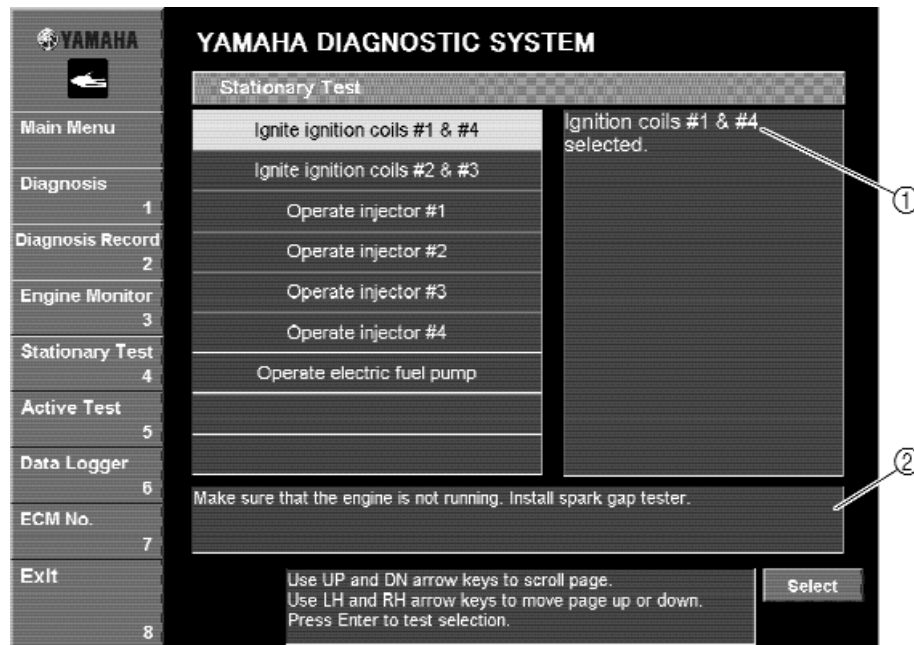 YAMAHA
YAMAHA DIAGNOSTIC SYSTEM
Stationary Test
Main Menu
Diagnosis
1
Diagnosis Record
2
Engine Monitor
3
Stationary Test
4
Active Test
5
Data Logger
6
ECM No.
7
Exit
8
Ignite ignition coils #1 & #4
Ignite ignition coils #2 & #3
Operate injector #1
Operate injector #2
Operate injector #3
Operate injector #4
Operate electric fuel pump
Ignition coils #1 & #4
selected.
①
②
Make sure that the engine is not running. Install spark gap tester.
Use UP and DN arrow keys to scroll page.
Use LH and RH arrow keys to move page up or down.
Press Enter to test selection.
Select